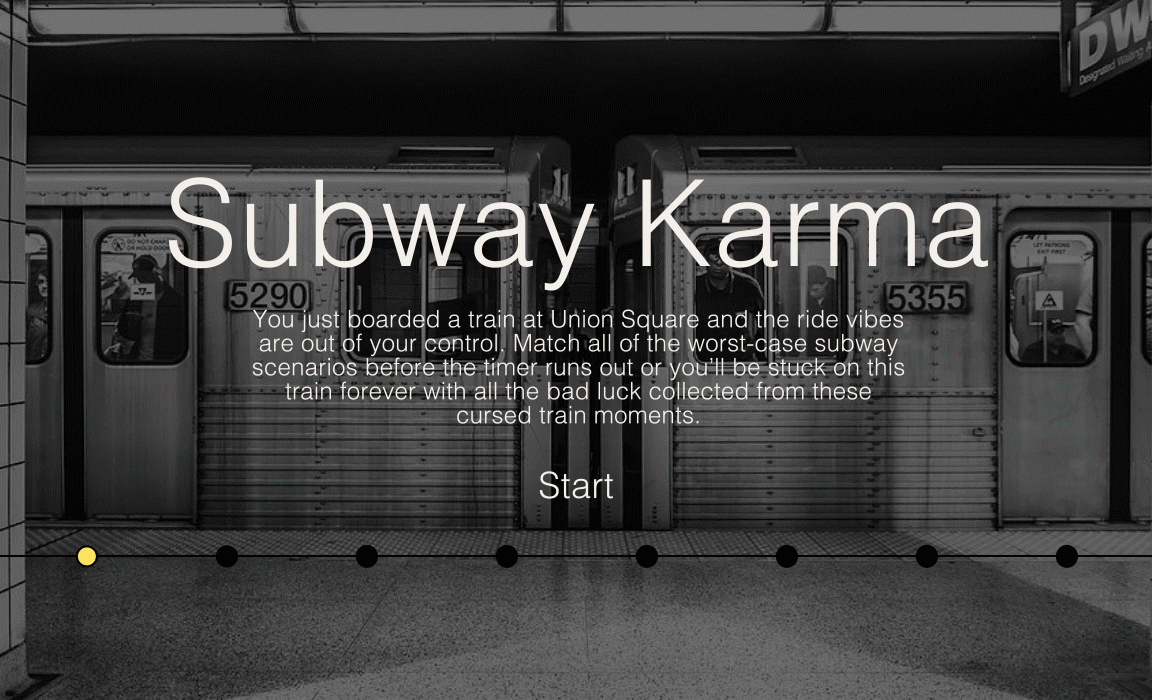 DW
Designated Waiting A
Subway Karma
DO NOT CHARGE
OR HOLD DOOR
LET PATRONS
EXIT FIRST
5290
5355
You just boarded a train at Union Square and the ride vibes
are out of your control. Match all of the worst-case subway
scenarios before the timer runs out or you'll be stuck on this
train forever with all the bad luck collected from these
cursed train moments.
Start